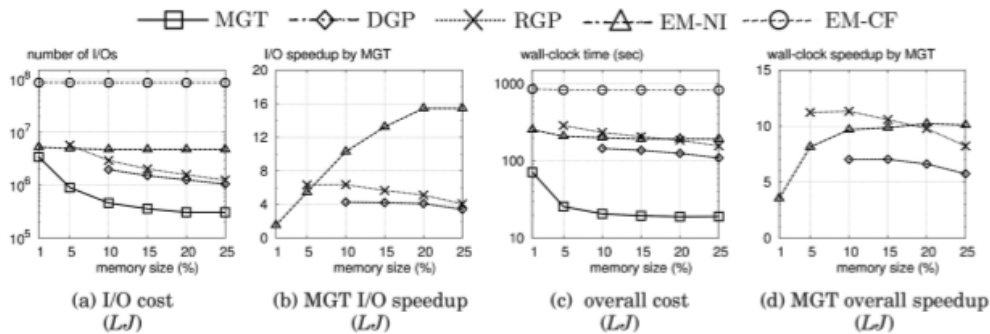 MGT DGP RGP EM-NI EM-CF
number of I/Os
10^8
10^7
10^6
10^5
1 5 10 15 20 25
memory size (%)
(a) I/O cost
(LJ)
I/O speedup by MGT
20
16
12
8
4
0
1 5 10 15 20 25
memory size (%)
(b) MGT I/O speedup
(LJ)
wall-clock time (sec)
1000
100
10
1 5 10 15 20 25
memory size (%)
(c) overall cost
(LJ)
wall-clock speedup by MGT
15
10
5
0
1 5 10 15 20 25
memory size (%)
(d) MGT overall speedup
(LJ)